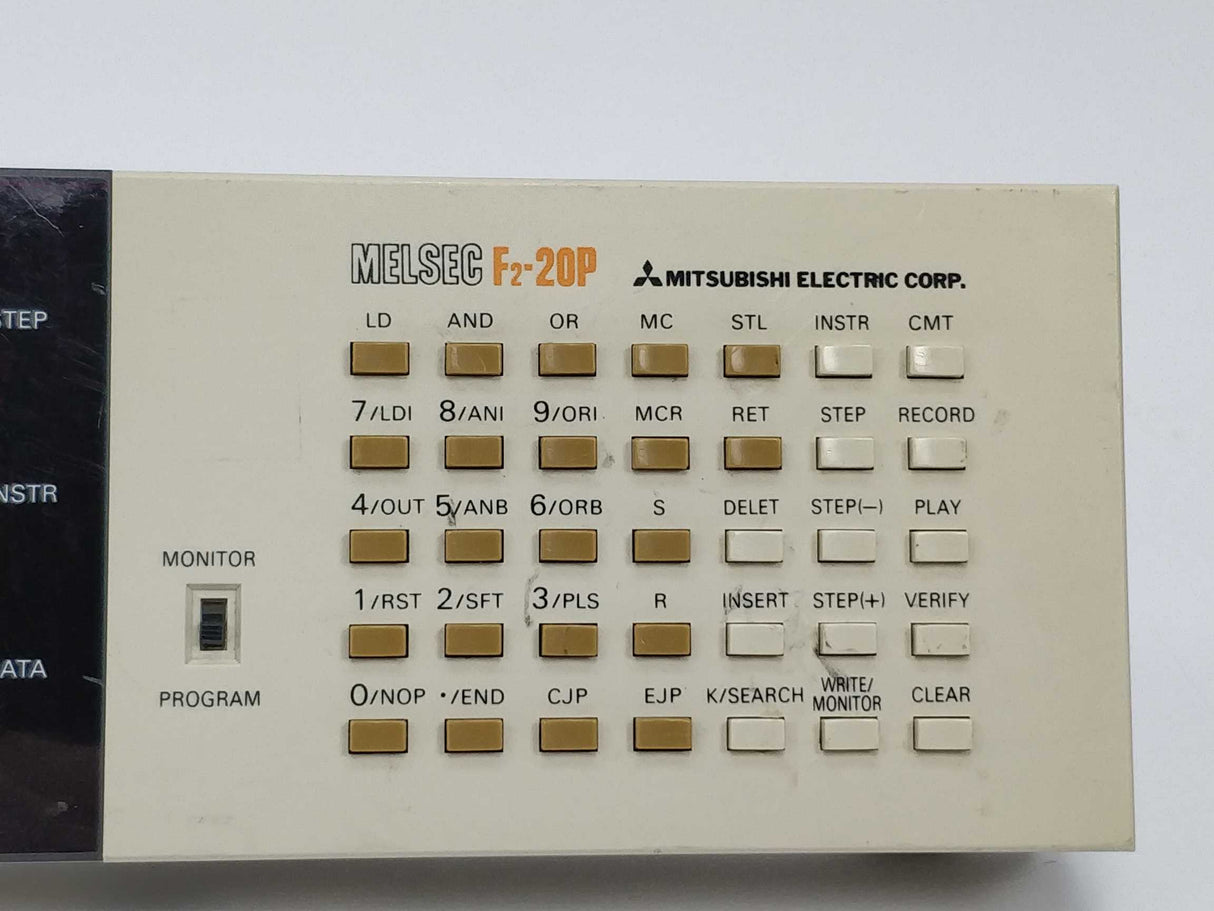 MELSEC F2-20P MITSUBISHI ELECTRIC CORP.
LD AND OR MC STL INSTR CMT
7/LDI 8/ANI 9/ORI MCR RET STEP RECORD
4/OUT 5/ANB 6/ORB S DELET STEP(−) PLAY
1/RST 2/SFT 3/PLS R INSERT STEP(+) VERIFY
0/NOP ·/END CJP EJP K/SEARCH WRITE/
MONITOR CLEAR
MONITOR
PROGRAM
STEP
NSTR
ATA